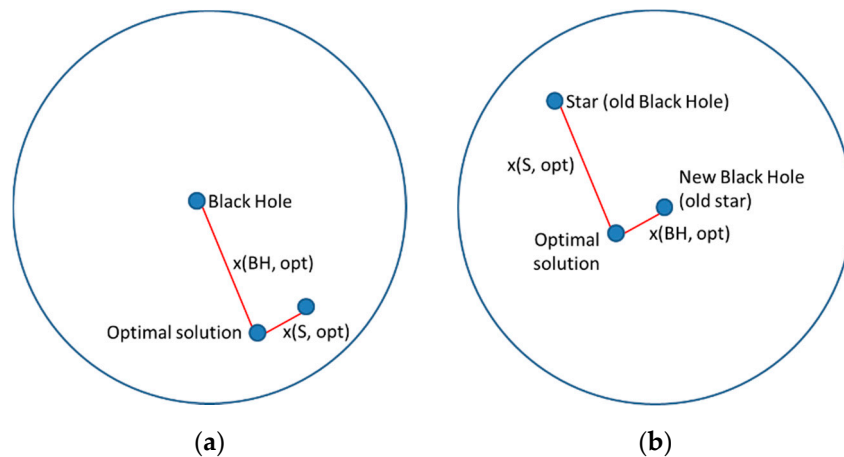 Black Hole
x(BH, opt)
Optimal solution
x(S, opt)
(a)
Star (old Black Hole)
x(S, opt)
New Black Hole
(old star)
x(BH, opt)
Optimal
solution
(b)